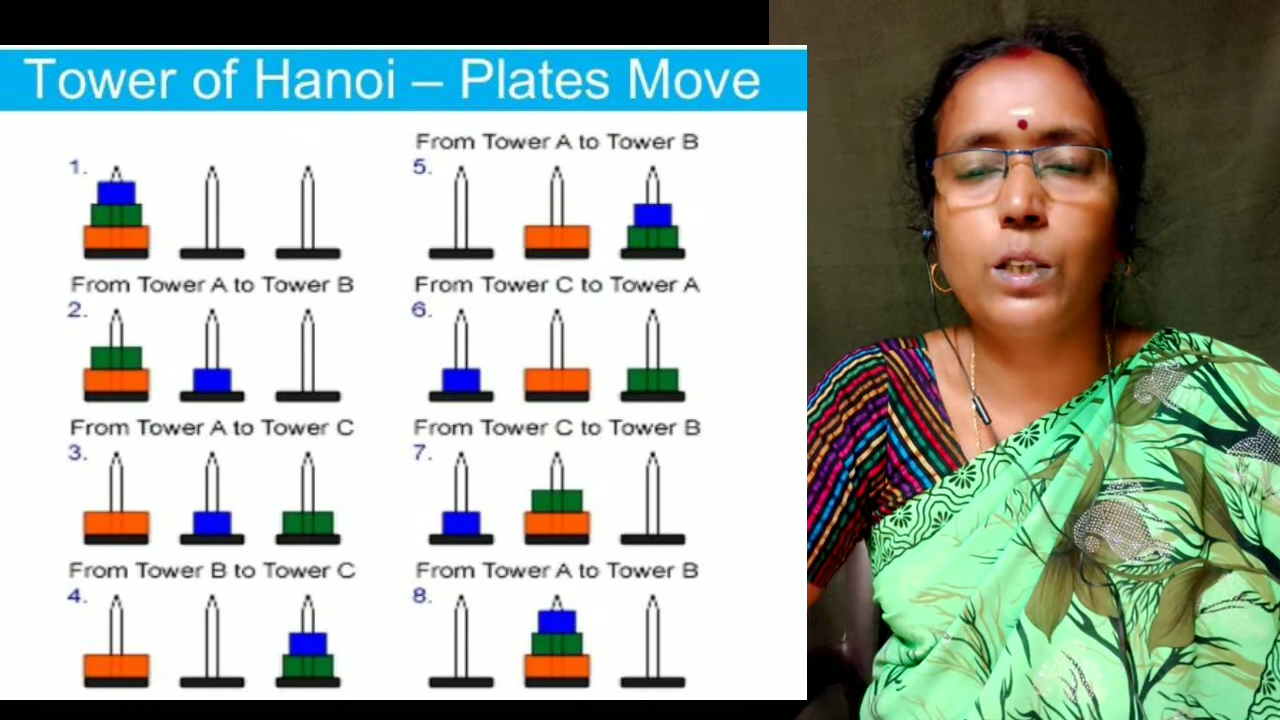 Tower of Hanoi – Plates Move
1.
From Tower A to Tower B
2.
From Tower A to Tower C
3.
From Tower B to Tower C
4.
From Tower A to Tower B
5.
From Tower C to Tower A
6.
From Tower C to Tower B
7.
From Tower A to Tower B
8.